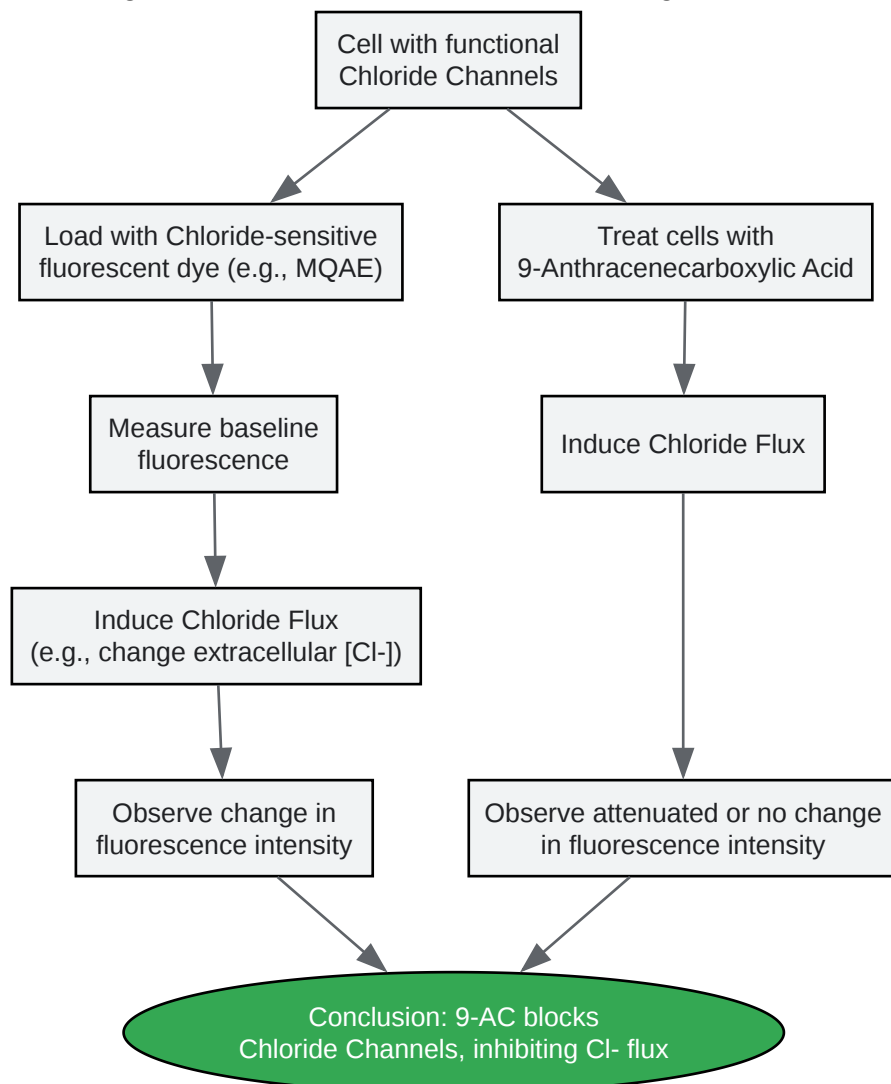 Cell with functional
Chloride Channels
Load with Chloride-sensitive
fluorescent dye (e.g., MQAE)
Treat cells with
9-Anthracenecarboxylic Acid
Measure baseline
fluorescence
Induce Chloride Flux
Induce Chloride Flux
(e.g., change extracellular [Cl-])
Observe change in
fluorescence intensity
Observe attenuated or no change
in fluorescence intensity
Conclusion: 9-AC blocks
Chloride Channels, inhibiting Cl- flux